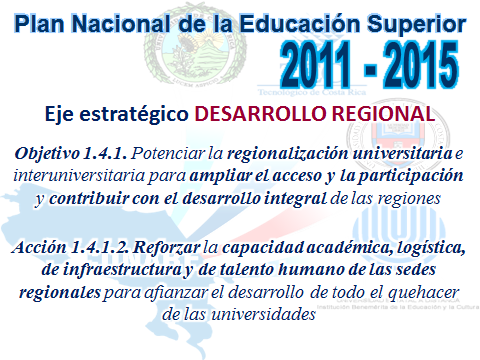 Plan Nacional de la Educación Superior
2011 - 2015
Tecnológico de Costa Rica
Eje estratégico DESARROLLO REGIONAL
Objetivo 1.4.1. Potenciar la regionalización universitaria e
interuniversitaria para ampliar el acceso y la participación
y contribuir con el desarrollo integral de las regiones
CONARE
Acción 1.4.1.2 Reforzar la capacidad académica, logística,
de infraestructura y de talento humano de las sedes
regionales para afianzar el desarrollo de todo el quehacer
de las universidades
Institución Benemérita de la Educación y la Cultura